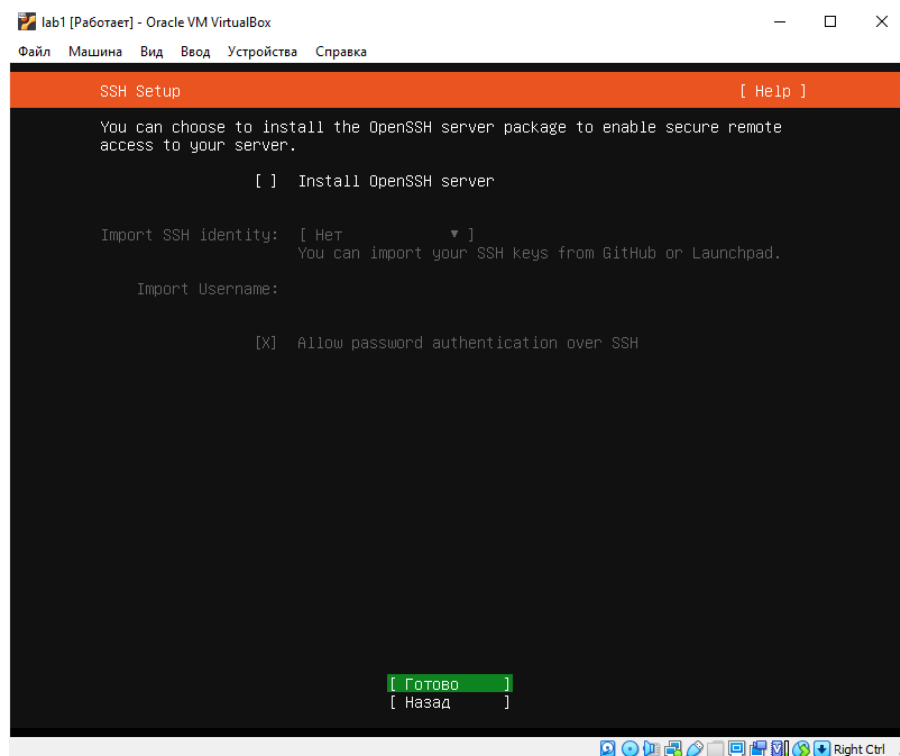 lab1 [Работает] - Oracle VM VirtualBox
Файл Машина Вид Ввод Устройства Справка
SSH Setup [ Help ]
You can choose to install the OpenSSH server package to enable secure remote
access to your server.
[ ] Install OpenSSH server
Import SSH identity: [ Нет ▾ ]
You can import your SSH keys from GitHub or Launchpad.
Import Username:
[X] Allow password authentication over SSH
[ Готово ]
[ Назад ]
Right Ctrl